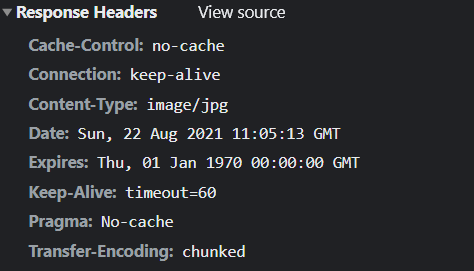 Response Headers View source
Cache-Control: no-cache
Connection: keep-alive
Content-Type: image/jpg
Date: Sun, 22 Aug 2021 11:05:13 GMT
Expires: Thu, 01 Jan 1970 00:00:00 GMT
Keep-Alive: timeout=60
Pragma: No-cache
Transfer-Encoding: chunked